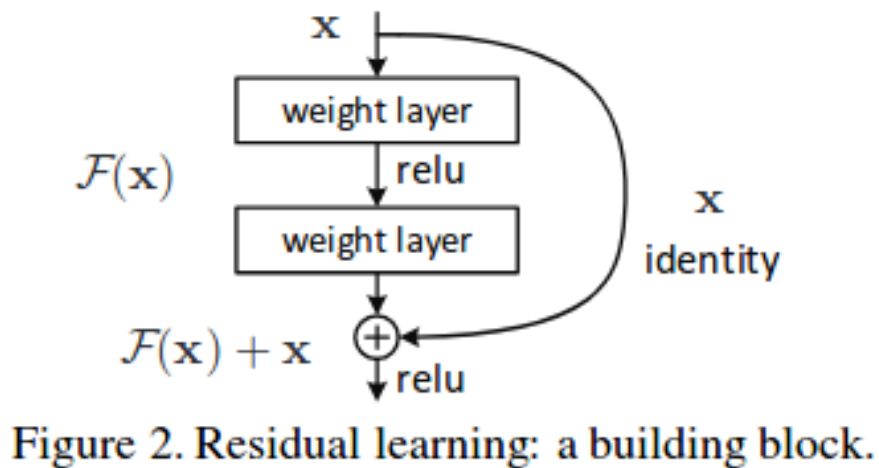 x
weight layer
relu
F(x)
weight layer
x
identity
F(x) + x
relu
Figure 2. Residual learning: a building block.